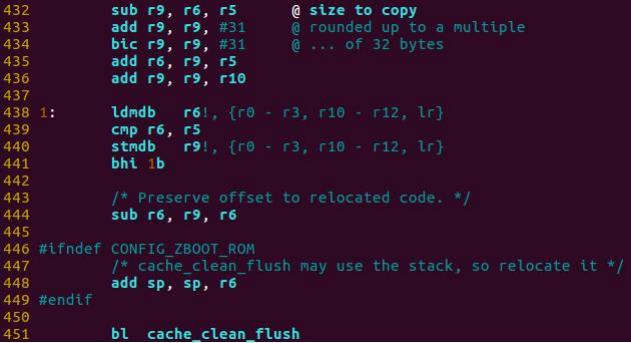 432         sub r9, r6, r5      @ size to copy
433         add r9, r9, #31     @ rounded up to a multiple
434         bic r9, r9, #31     @ ... of 32 bytes
435         add r6, r9, r5
436         add r9, r9, r10
437
438 1:      ldmdb   r6!, {r0 - r3, r10 - r12, lr}
439         cmp r6, r5
440         stmdb   r9!, {r0 - r3, r10 - r12, lr}
441         bhi 1b
442
443         /* Preserve offset to relocated code. */
444         sub r6, r9, r6
445
446 #ifndef CONFIG_ZBOOT_ROM
447         /* cache_clean_flush may use the stack, so relocate it */
448         add sp, sp, r6
449 #endif
450
451         bl  cache_clean_flush